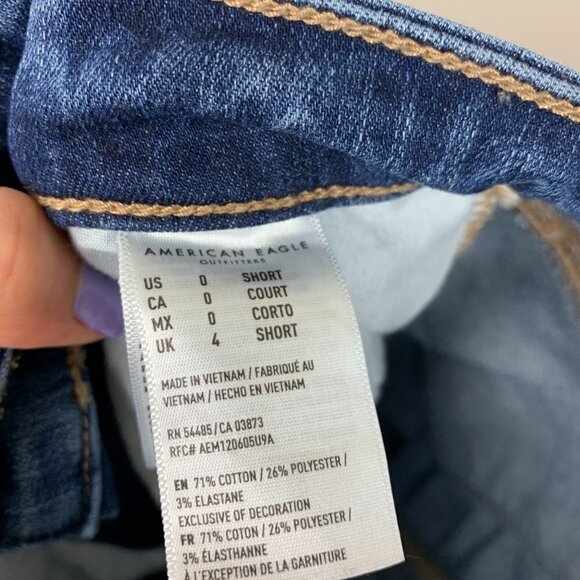 AMERICAN EAGLE
OUTFITTERS
US 0 SHORT
CA 0 COURT
MX 0 CORTO
UK 4 SHORT
MADE IN VIETNAM / FABRIQUÉ AU
VIETNAM / HECHO EN VIETNAM
RN 54485/CA 03873
RFC# AEM120605U9A
EN 71% COTTON / 26% POLYESTER /
3% ELASTANE
EXCLUSIVE OF DECORATION
FR 71% COTON / 26% POLYESTER /
3% ÉLASTHANNE
À L'EXCEPTION DE LA GARNITURE